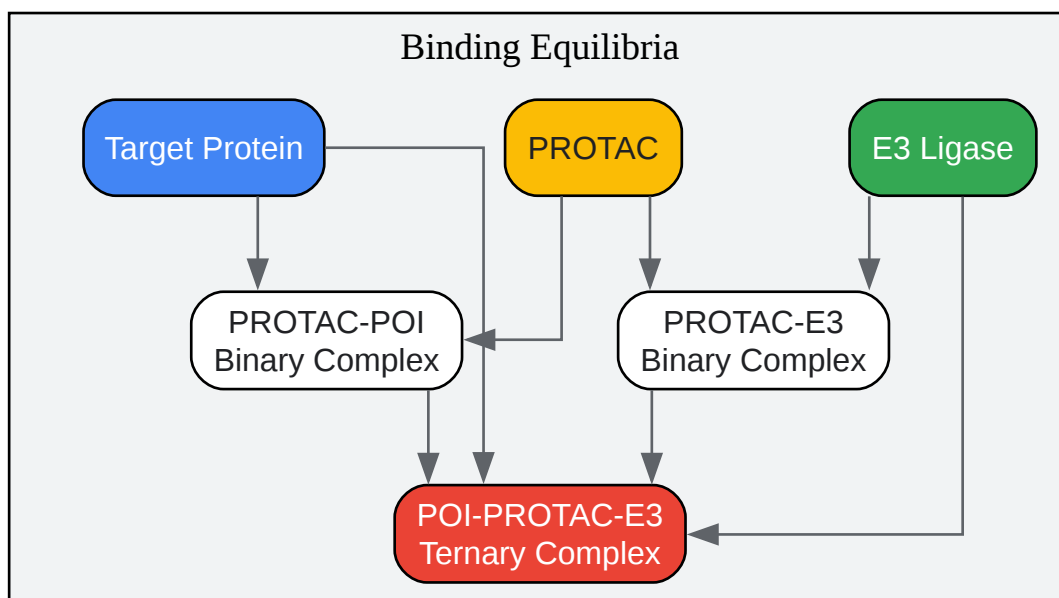 Binding Equilibria
Target Protein
PROTAC
E3 Ligase
PROTAC-POI
Binary Complex
PROTAC-E3
Binary Complex
POI-PROTAC-E3
Ternary Complex